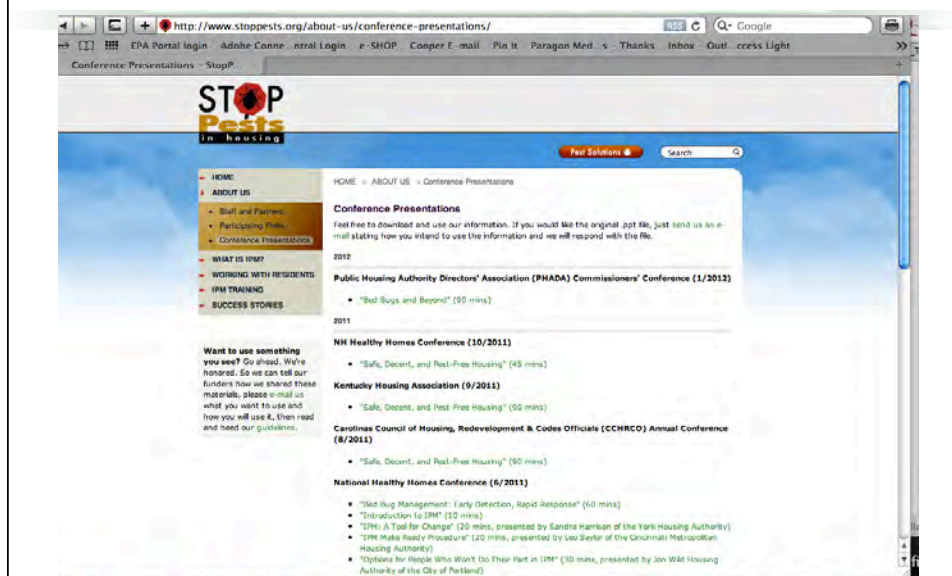 http://www.stoppests.org/about-us/conference-presentations/
RSS
Google
EPA Portal login Adobe Conne...ntral Login e-SHOP Cooper E-mail Pin It Paragon Med...s - Thanks Inbox - Outl...ccess Light
Conference Presentations - StopP...
STOP
Pests
in housing
Pest Solutions
Search
HOME
ABOUT US
Staff and Partners
Participating PHAs
Conference Presentations
WHAT IS IPM?
WORKING WITH RESIDENTS
IPM TRAINING
SUCCESS STORIES
Want to use something
you see? Go ahead. We're
honored. So we can tell our
funders how we shared these
materials, please e-mail us
what you want to use and
how you will use it, then read
and heed our guidelines.
HOME » ABOUT US » Conference Presentations
Conference Presentations
Feel free to download and use our information. If you would like the original .ppt file, just send us an e-
mail stating how you intend to use the information and we will respond with the file.
2012
Public Housing Authority Directors' Association (PHADA) Commissioners' Conference (1/2012)
"Bed Bugs and Beyond" (90 mins)
2011
NH Healthy Homes Conference (10/2011)
"Safe, Decent, and Pest-Free Housing" (45 mins)
Kentucky Housing Association (9/2011)
"Safe, Decent, and Pest-Free Housing" (90 mins)
Carolinas Council of Housing, Redevelopment & Codes Officials (CCHRCO) Annual Conference
(8/2011)
"Safe, Decent, and Pest-Free Housing" (90 mins)
National Healthy Homes Conference (6/2011)
"Bed Bug Management: Early Detection, Rapid Response" (60 mins)
"Introduction to IPM" (10 mins)
"IPM: A Tool for Change" (20 mins, presented by Sandra Harrison of the York Housing Authority)
"IPM Make Ready Procedure" (20 mins, presented by Leo Saylor of the Cincinnati Metropolitan
Housing Authority)
"Options for People Who Won't Do Their Part in IPM" (30 mins, presented by Jon Wild Housing
Authority of the City of Portland)